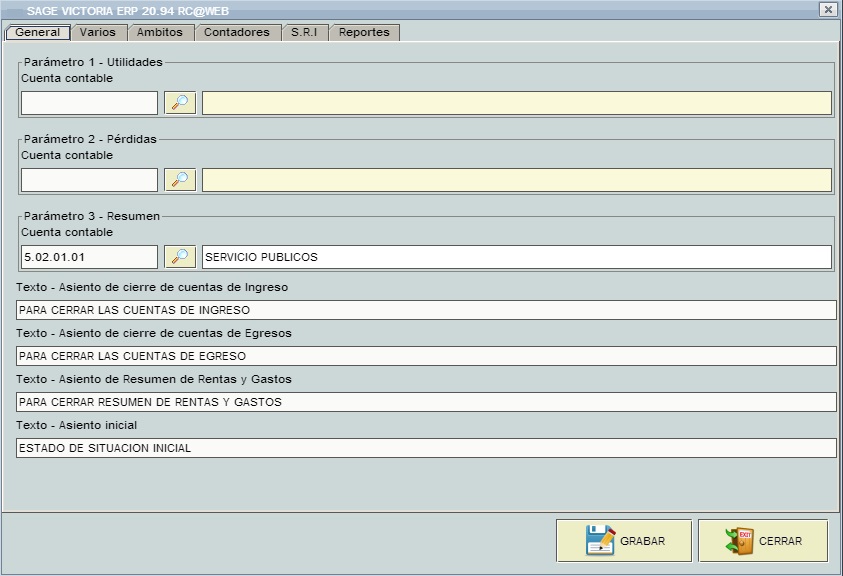 SAGE VICTORIA ERP 20.94 RC@WEB
General Varios Ambitos Contadores S.R.I Reportes
Parámetro 1 - Utilidades
Cuenta contable
Parámetro 2 - Pérdidas
Cuenta contable
Parámetro 3 - Resumen
Cuenta contable
5.02.01.01 SERVICIO PUBLICOS
Texto - Asiento de cierre de cuentas de Ingreso
PARA CERRAR LAS CUENTAS DE INGRESO
Texto - Asiento de cierre de cuentas de Egresos
PARA CERRAR LAS CUENTAS DE EGRESO
Texto - Asiento de Resumen de Rentas y Gastos
PARA CERRAR RESUMEN DE RENTAS Y GASTOS
Texto - Asiento inicial
ESTADO DE SITUACION INICIAL
GRABAR EXIT CERRAR